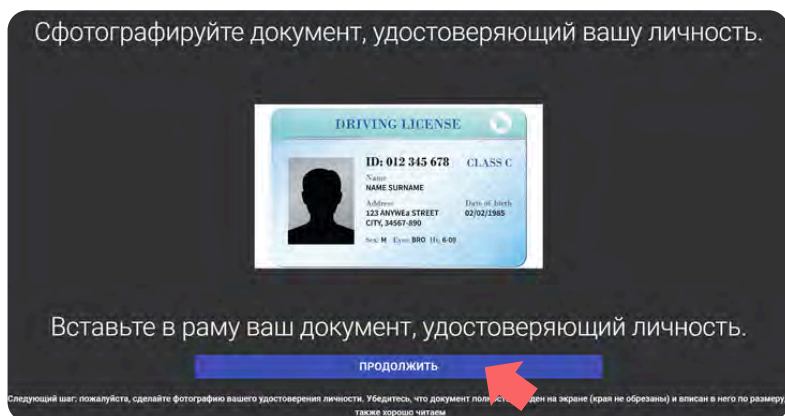 Сфотографируйте документ, удостоверяющий вашу личность.
DRIVING LICENSE
ID: 012 345 678 CLASS C
Name
NAME SURNAME
Address Date of birth
123 ANYWEa STREET 02/02/1985
CITY, 34567-890
Sex: M Eyes: BRO Ht. 6-00
Вставьте в раму ваш документ, удостоверяющий личность.
ПРОДОЛЖИТЬ
Следующий шаг: пожалуйста, сделайте фотографию вашего удостоверения личности. Убедитесь, что документ ден на экране (края не обрезаны) и вписан в него по размеру,
также хорошо читаем